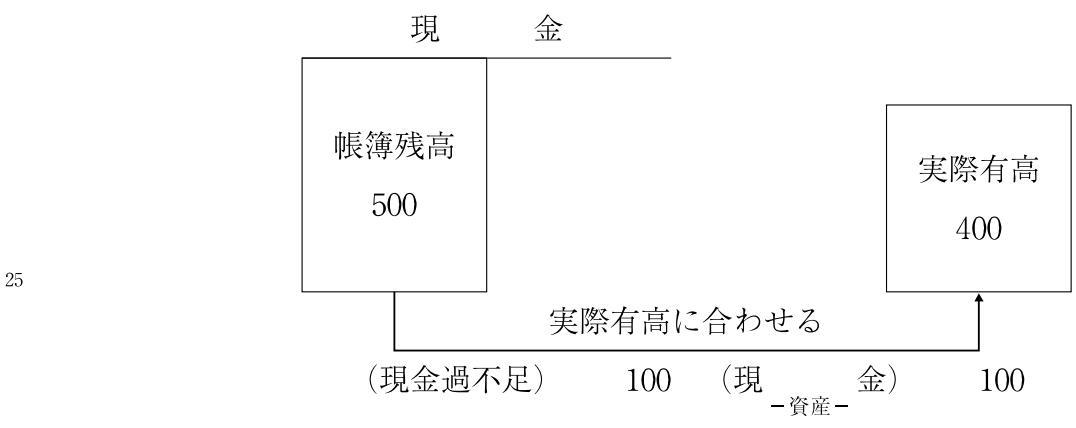 現 金
帳簿残高
500
実際有高
400
25
実際有高に合わせる
（現金過不足） 100 （現 金） 100
－資産－